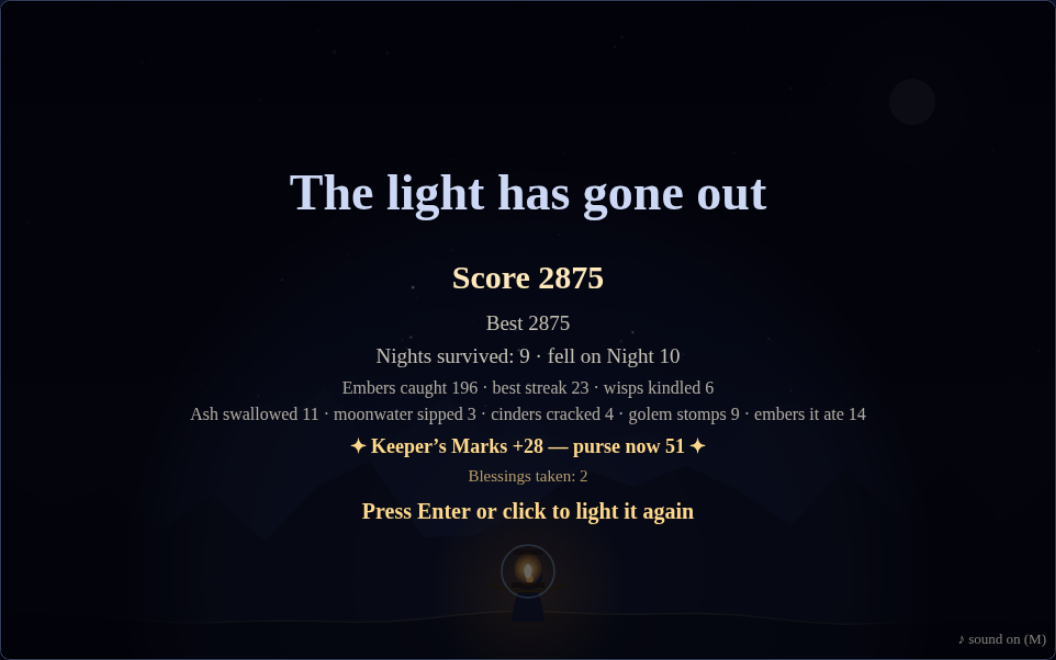 The light has gone out
Score 2875
Best 2875
Nights survived: 9 · fell on Night 10
Embers caught 196 · best streak 23 · wisps kindled 6
Ash swallowed 11 · moonwater sipped 3 · cinders cracked 4 · golem stomps 9 · embers it ate 14
✦ Keeper’s Marks +28 — purse now 51 ✦
Blessings taken: 2
Press Enter or click to light it again
♪ sound on (M)